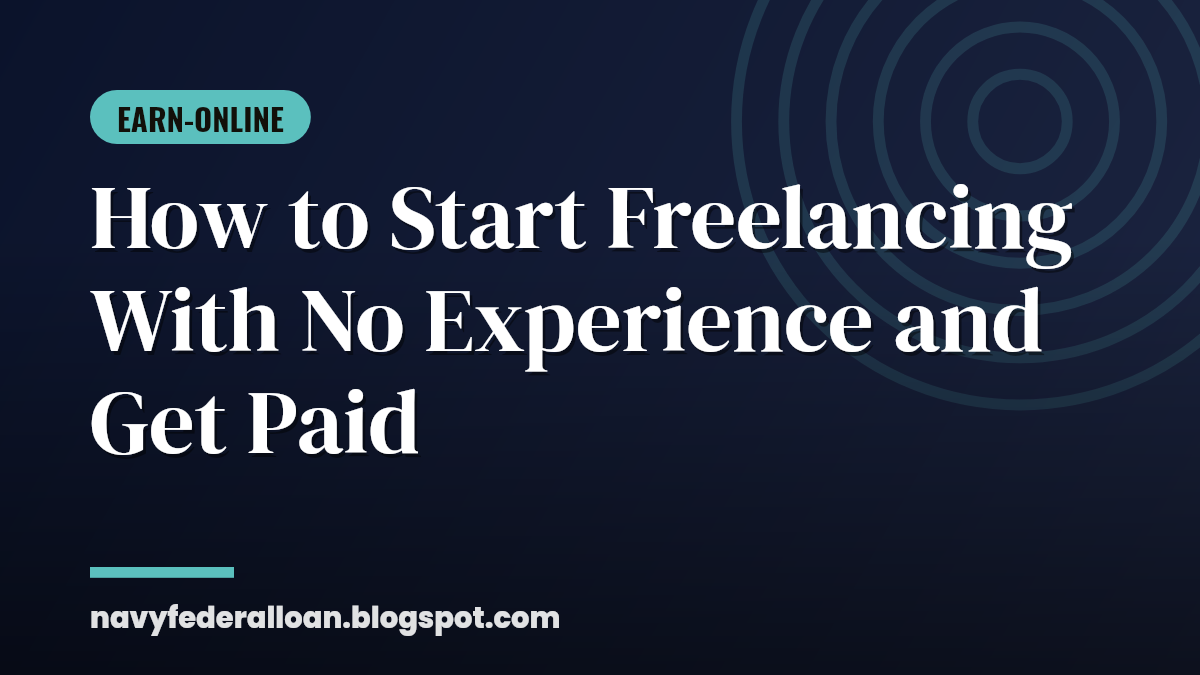 EARN-ONLINE
How to Start Freelancing
With No Experience and
Get Paid
navyfederalloan.blogspot.com